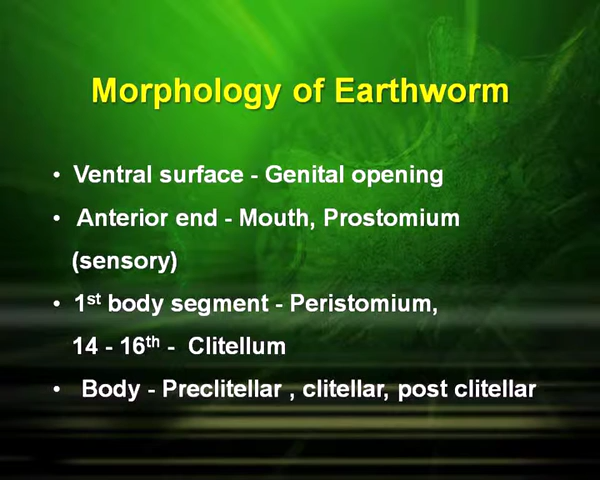 Morphology of Earthworm
• Ventral surface - Genital opening
• Anterior end - Mouth, Prostomium
(sensory)
• 1st body segment - Peristomium,
14 - 16th - Clitellum
• Body - Preclitellar , clitellar, post clitellar